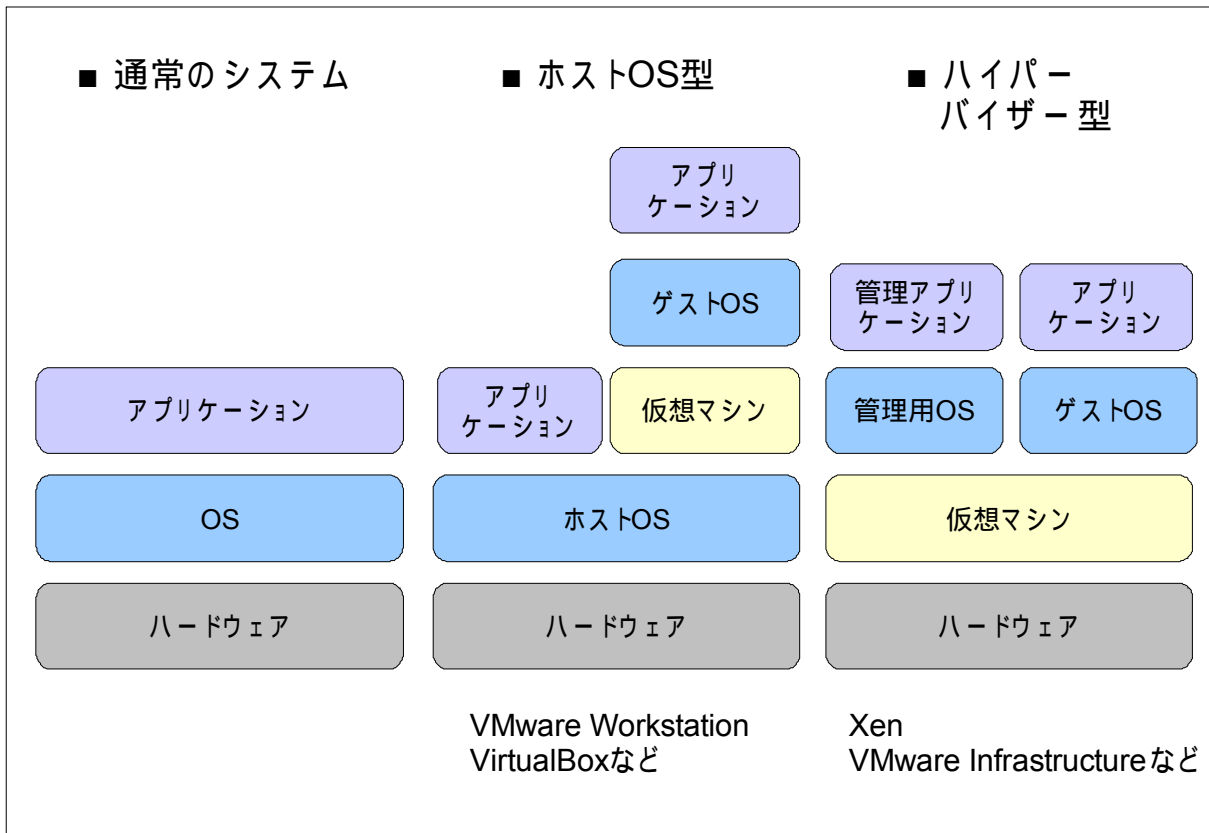 ■ 通常のシステム
アプリケーション
OS
ハードウェア
■ ホストOS型
アプリ
ケーション
ゲストOS
アプリ
ケーション
仮想マシン
ホストOS
ハードウェア
VMware Workstation
VirtualBoxなど
■ ハイパー
バイザー型
管理アプリ
ケーション
アプリ
ケーション
管理用OS
ゲストOS
仮想マシン
ハードウェア
Xen
VMware Infrastructureなど